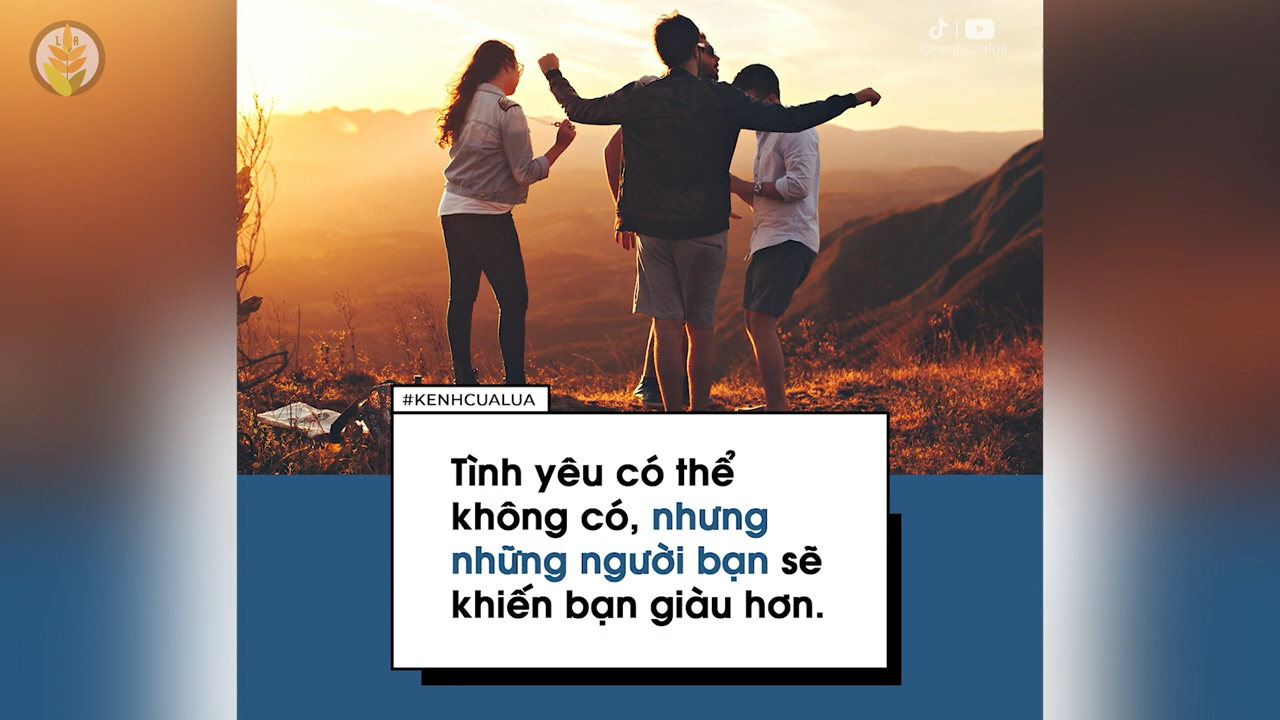 L A
@kenhcualua
#KENHCUALUA
Tình yêu có thể
không có, nhưng
những người bạn sẽ
khiến bạn giàu hơn.